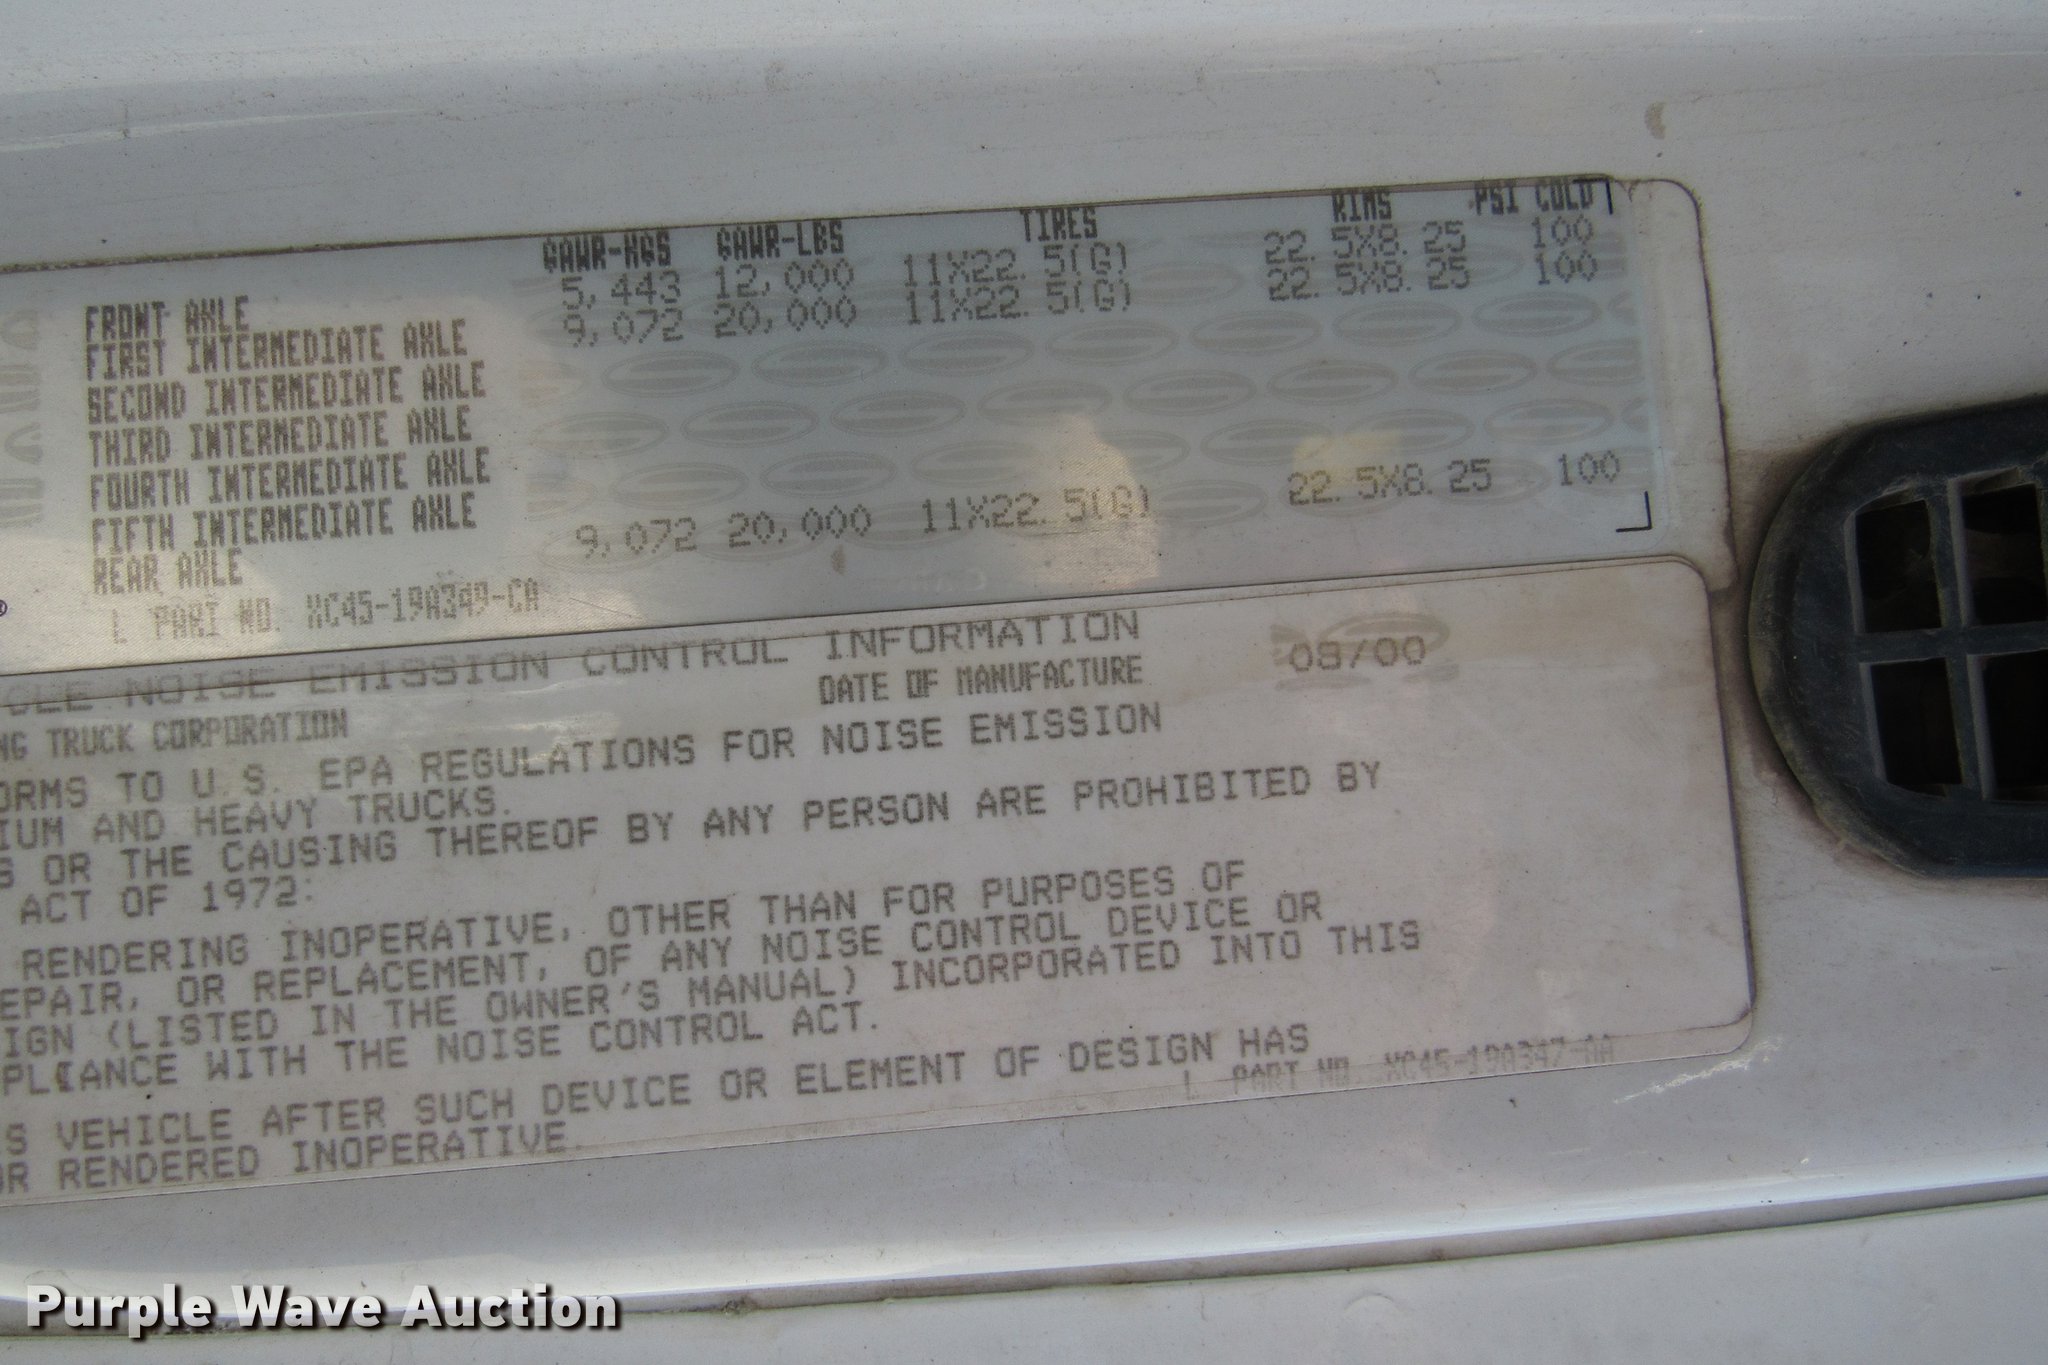 GAWR-KGS GAWR-LBS TIRES RIMS PSI COLD
FRONT AXLE 5,443 12,000 11X22.5(G) 22.5X8.25 100
FIRST INTERMEDIATE AXLE 9,072 20,000 11X22.5(G) 22.5X8.25 100
SECOND INTERMEDIATE AXLE
THIRD INTERMEDIATE AXLE
FOURTH INTERMEDIATE AXLE
FIFTH INTERMEDIATE AXLE
REAR AXLE 9,072 20,000 11X22.5(G) 22.5X8.25 100
L PART NO. XC45-19A349-CA
CLE NOISE EMISSION CONTROL INFORMATION
NG TRUCK CORPORATION DATE OF MANUFACTURE 08/00
ORMS TO U.S. EPA REGULATIONS FOR NOISE EMISSION
IUM AND HEAVY TRUCKS.
S OR THE CAUSING THEREOF BY ANY PERSON ARE PROHIBITED BY
ACT OF 1972:
RENDERING INOPERATIVE, OTHER THAN FOR PURPOSES OF
EPAIR, OR REPLACEMENT, OF ANY NOISE CONTROL DEVICE OR
IGN (LISTED IN THE OWNER'S MANUAL) INCORPORATED INTO THIS
PLIANCE WITH THE NOISE CONTROL ACT.
S VEHICLE AFTER SUCH DEVICE OR ELEMENT OF DESIGN HAS
OR RENDERED INOPERATIVE.
L PART NO. XC45-19A347-AA
Purple Wave Auction